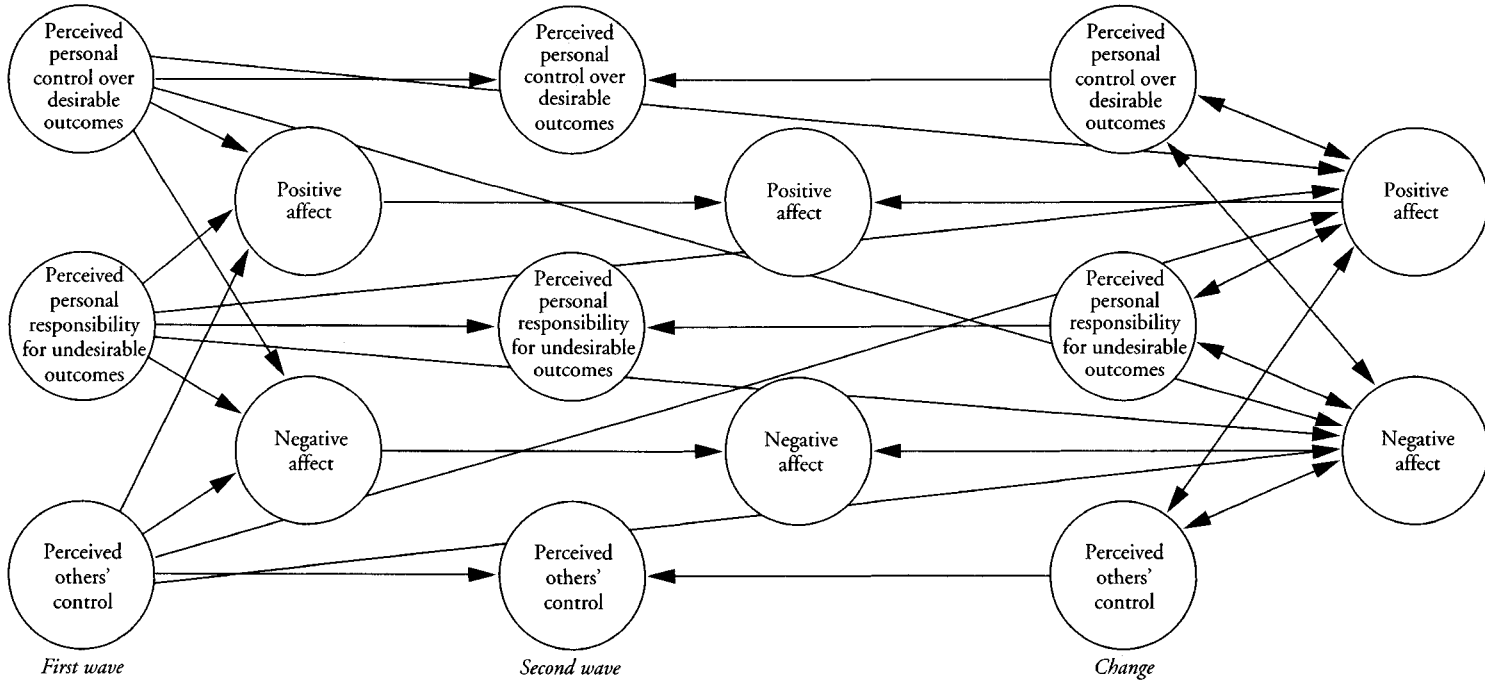 Perceived
personal
control over
desirable
outcomes
Perceived
personal
control over
desirable
outcomes
Perceived
personal
control over
desirable
outcomes
Positive
affect
Positive
affect
Positive
affect
Perceived
personal
responsibility
for undesirable
outcomes
Perceived
personal
responsibility
for undesirable
outcomes
Perceived
personal
responsibility
for undesirable
outcomes
Negative
affect
Negative
affect
Negative
affect
Perceived
others'
control
Perceived
others'
control
Perceived
others'
control
First wave
Second wave
Change